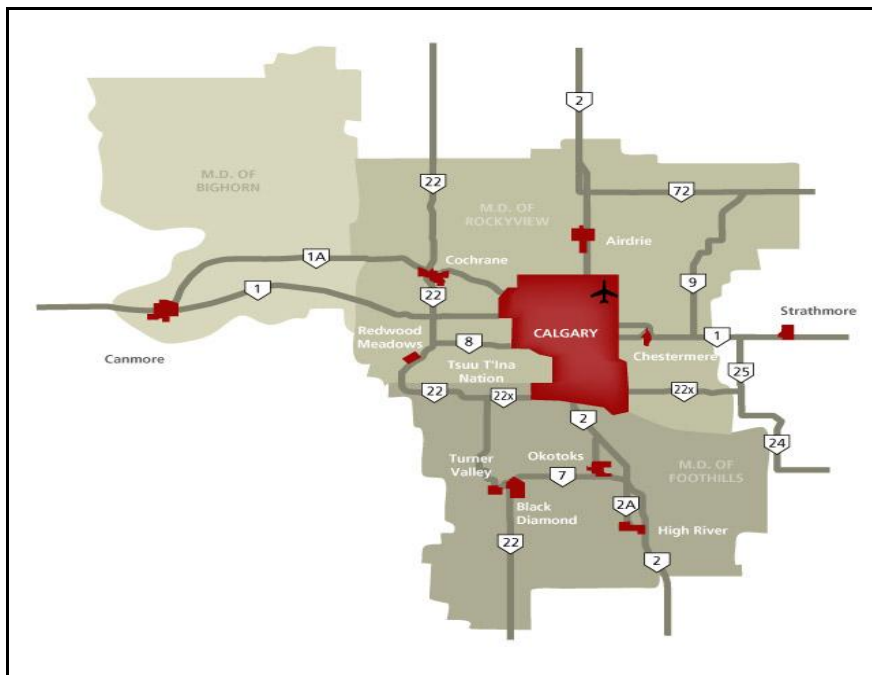 2
M.D. OF
BIGHORN
22
72
M.D. OF
ROCKYVIEW
Airdrie
1A
Cochrane
9
1
22
Strathmore
Redwood
Meadows
CALGARY
8
1
Canmore
Chestermere
Tsuu T'Ina
Nation
25
22
22x
22x
2
24
Turner
Valley
Okotoks
M.D. OF
FOOTHILLS
7
2A
Black
Diamond
High River
22
2